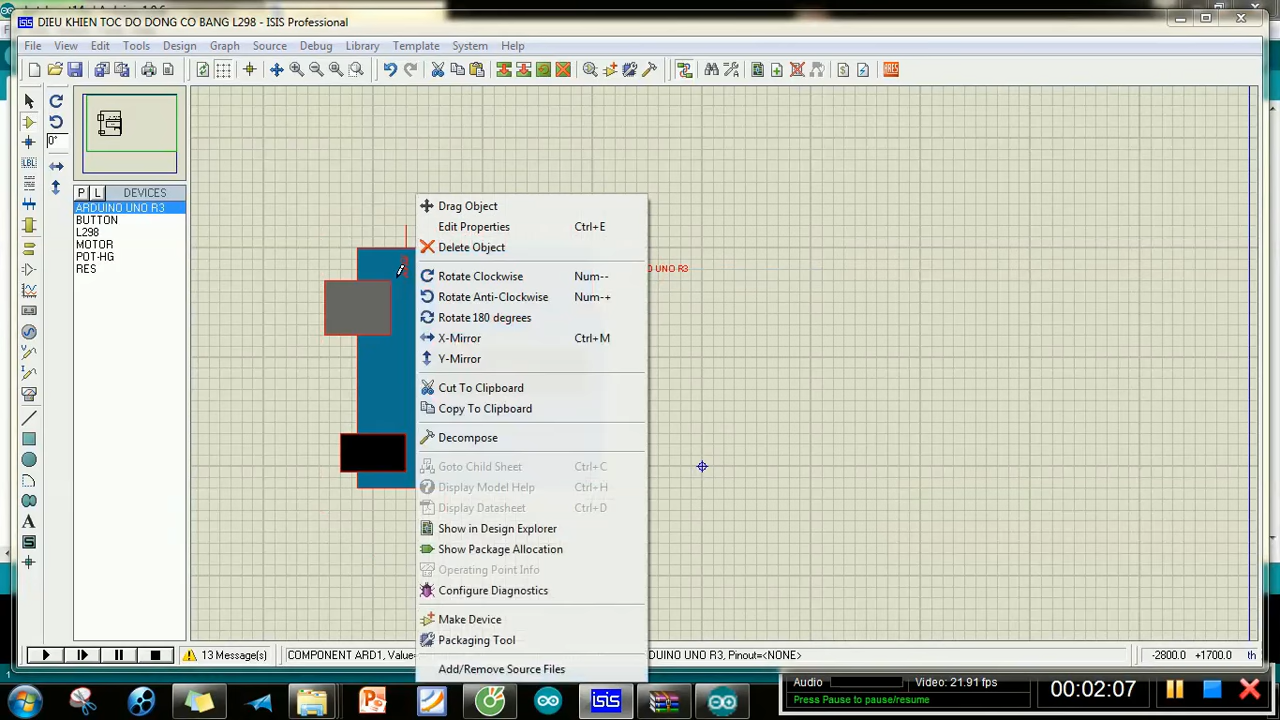 DIEU KHIEN TOC DO DONG CO BANG L298 - ISIS Professional
File View Edit Tools Design Graph Source Debug Library Template System Help
0°
LBL
ARES
P L DEVICES
ARDUINO UNO R3
BUTTON
L298
MOTOR
POT-HG
RES
A
S
Drag Object
Edit Properties Ctrl+E
Delete Object
Rotate Clockwise Num--
Rotate Anti-Clockwise Num-+
Rotate 180 degrees
X-Mirror Ctrl+M
Y-Mirror
Cut To Clipboard
Copy To Clipboard
Decompose
Goto Child Sheet Ctrl+C
Display Model Help Ctrl+H
Display Datasheet Ctrl+D
Show in Design Explorer
Show Package Allocation
Operating Point Info
Configure Diagnostics
Make Device
Packaging Tool
Add/Remove Source Files
O UNO R3
13 Message(s) COMPONENT ARD1, Value= DUINO UNO R3, Pinout=<NONE> -2800.0 +1700.0 th
isis
Audio Video: 21.91 fps
Press Pause to pause/resume
00:02:07